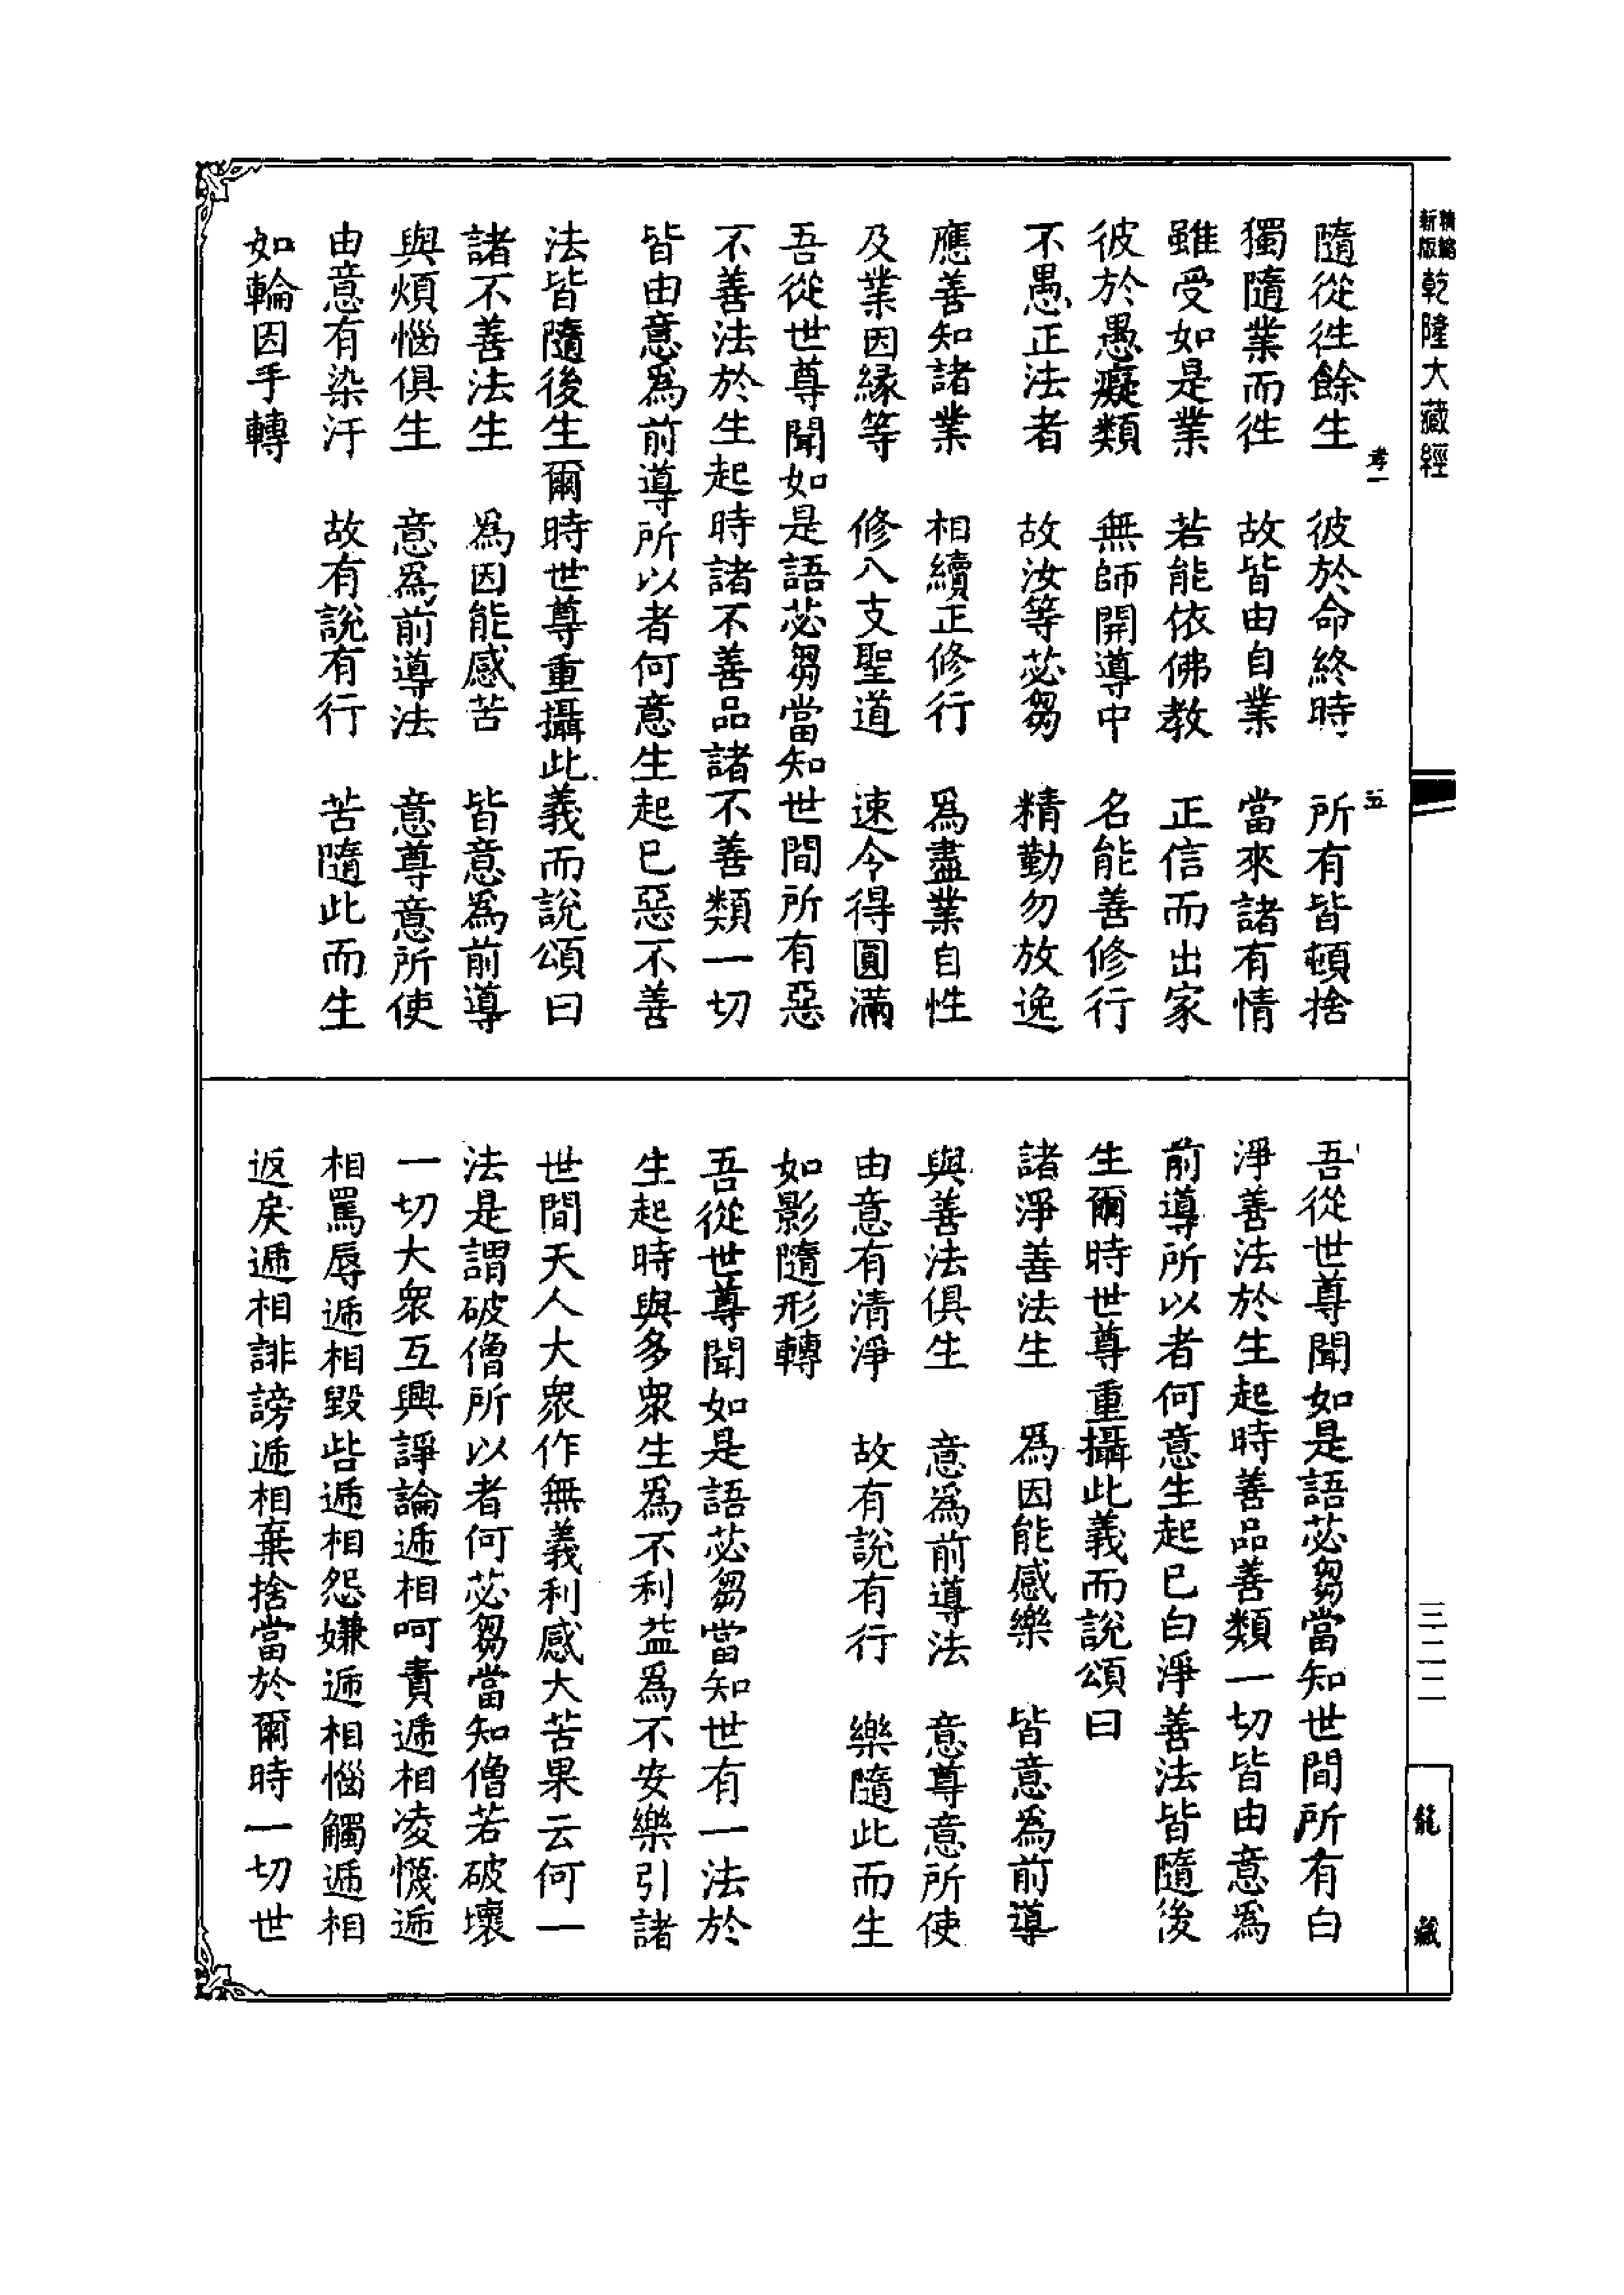 精縮
新版
乾隆大藏經
三二二
龍藏
孝一
五
隨從徃餘生　彼於命終時　所有皆頓捨
獨隨業而徃　故皆由自業　當來諸有情
雖受如是業　若能依佛教　正信而出家
彼於愚癡類　無師開導中　名能善修行
不愚正法者　故汝等苾芻　精勤勿放逸
應善知諸業　相續正修行　爲盡業自性
及業因緣等　修八支聖道　速令得圓滿
吾從世尊聞如是語苾芻當知世間所有惡
不善法於生起時諸不善品諸不善類一切
皆由意爲前導所以者何意生起已惡不善
法皆隨後生爾時世尊重攝此義而說頌曰
諸不善法生　爲因能感苦　皆意爲前導
與煩惱俱生　意爲前導法　意尊意所使
由意有染汙　故有說有行　苦隨此而生
如輪因手轉
吾從世尊聞如是語苾芻當知世間所有白
淨善法於生起時善品善類一切皆由意爲
前導所以者何意生起已白淨善法皆隨後
生爾時世尊重攝此義而說頌曰
諸淨善法生　爲因能感樂　皆意爲前導
與善法俱生　意爲前導法　意尊意所使
由意有清淨　故有說有行　樂隨此而生
如影隨形轉
吾從世尊聞如是語苾芻當知世有一法於
生起時與多衆生爲不利益爲不安樂引諸
世間天人大衆作無義利感大苦果云何一
法是謂破僧所以者何苾芻當知僧若破壞
一切大衆互興諍論遞相呵責遞相凌懱遞
相罵辱遞相毀呰遞相怨嫌遞相惱觸遞相
返戾遞相誹謗遞相棄捨當於爾時一切世